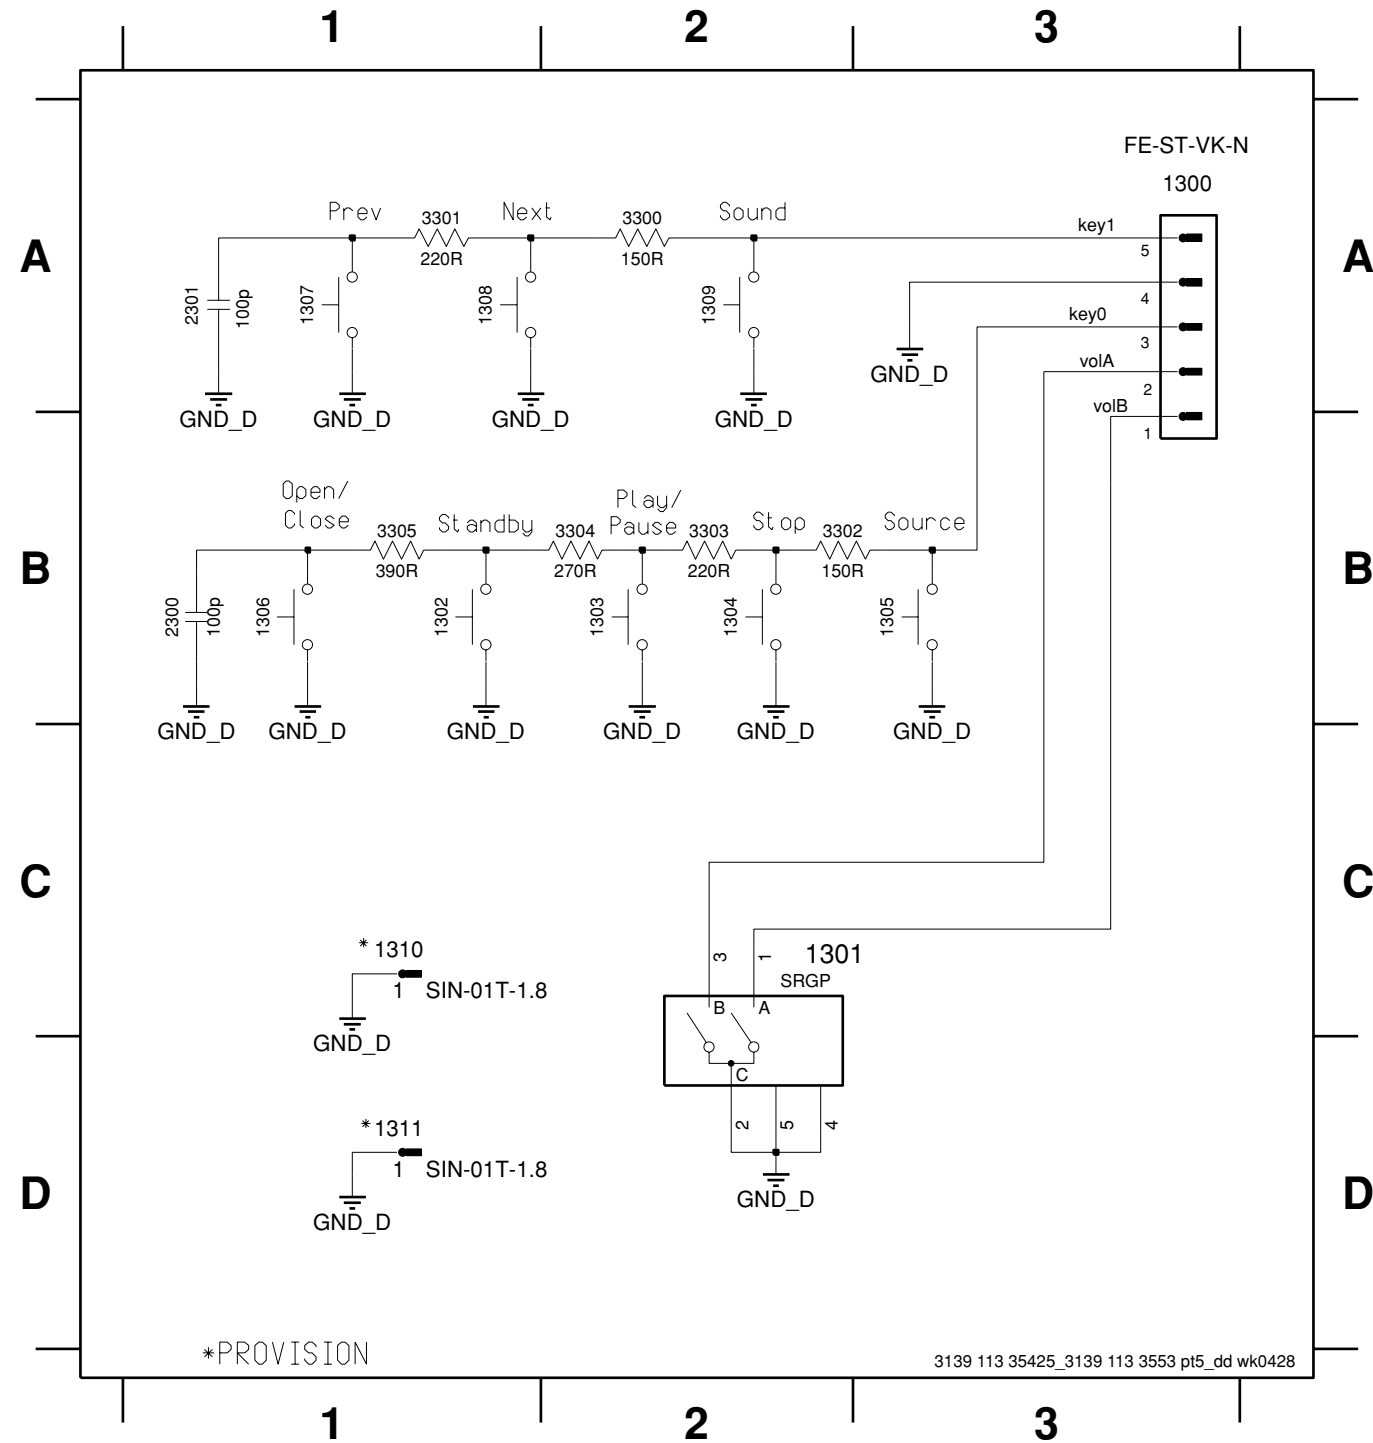 1 2 3
FE-ST-VK-N
1300
Prev 3301 Next 3300 Sound key1
220R 150R 5
A A
2301 100p 1307 1308 1309 4
key0
3
GND_D volA
2
GND_D GND_D GND_D GND_D volB
1
Open/ Play/
Close 3305 Standby 3304 Pause 3303 Stop 3302 Source
390R 270R 220R 150R
B B
2300 100p 1306 1302 1303 1304 1305
GND_D GND_D GND_D GND_D GND_D GND_D
C C
* 1310 3 1 1301
1 SIN-01T-1.8 SRGP
B A
GND_D
C
*1311 2 5 4
1 SIN-01T-1.8
D GND_D D
GND_D
*PROVISION 3139 113 35425_3139 113 3553 pt5_dd wk0428
1 2 3